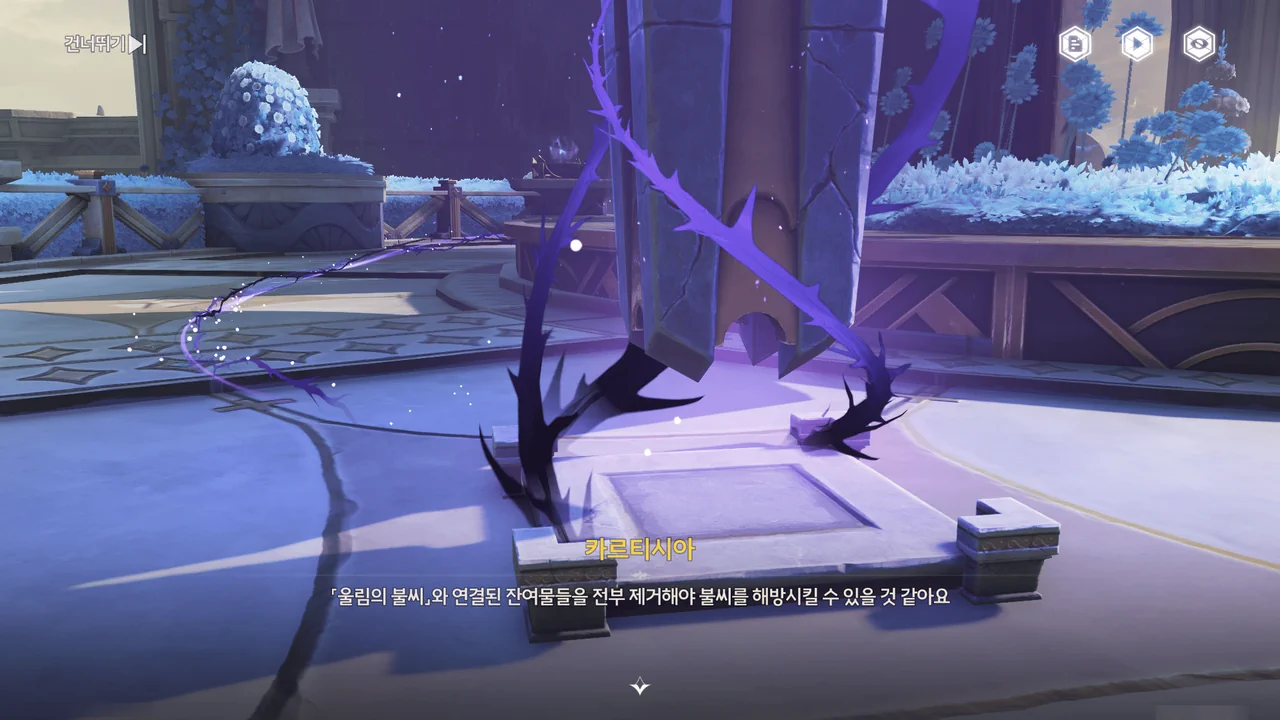 건너뛰기
카르티시아
「울림의 불씨」와 연결된 잔여물들을 전부 제거해야 불씨를 해방시킬 수 있을 것 같아요